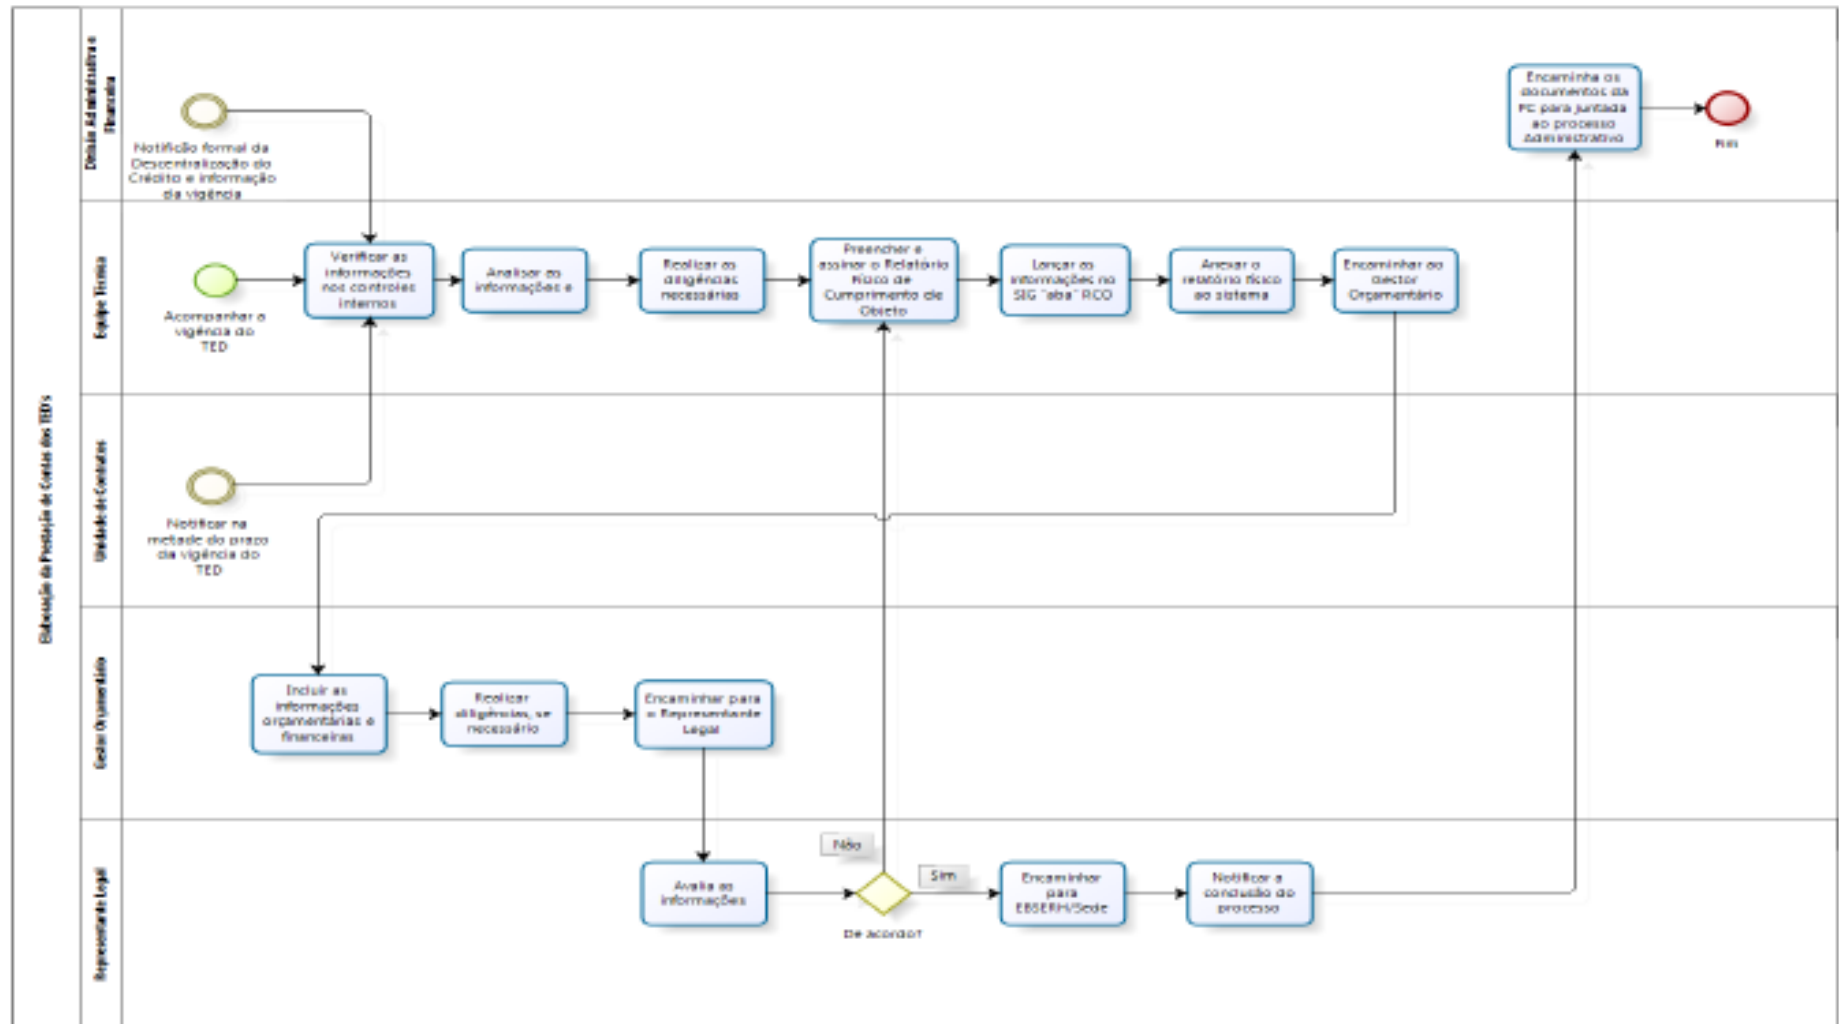 Elaboração da Prestação de Contas dos TED's
Divisão Administrativa e
Financeira
Notificão formal da
Descentralização do
Crédito e informação
da vigência
Encaminha os
documentos da
PC para juntada
ao processo
Administrativo
Fim
Equipe Técnica
Acompanhar a
vigência do
TED
Verificar as
informações
nos controles
internos
Analisar as
informações e
Realizar as
diligências
necessárias
Preencher e
assinar o Relatório
Físico de
Cumprimento de
Objeto
Lançar as
informações no
SIG "aba" RCO
Anexar o
relatório físico
ao sistema
Encaminhar ao
Gestor
Orçamentário
Unidade de Contratos
Notificar na
metade do prazo
da vigência do
TED
Gestor Orçamentário
Incluir as
informações
orçamentárias e
financeiras
Realizar
diligências, se
necessário
Encaminhar para
o Representante
Legal
Representante Legal
Avalia as
informações
Não
Sim
De acordo?
Encaminhar
para
EBSERH/Sede
Notificar a
conclusão do
processo